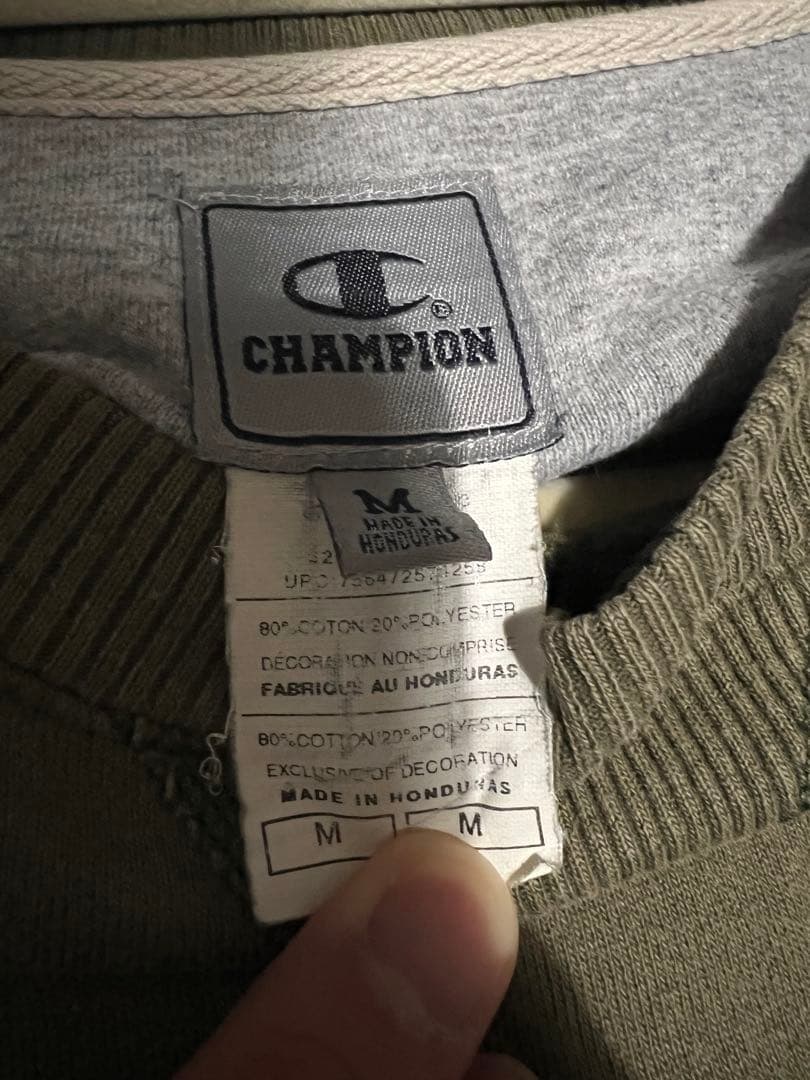 CHAMPION
M
MADE IN
HONDURAS
80% COTON 20% POLYESTER
DÉCORATION NON COMPRISE
FABRIQUÉ AU HONDURAS
80% COTTON 20% POLYESTER
EXCLUSIVE OF DECORATION
MADE IN HONDURAS
M M